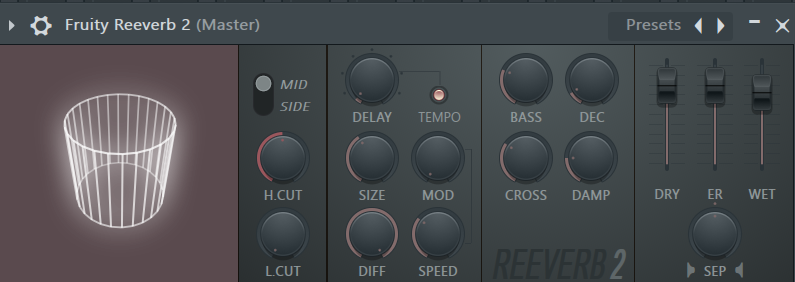 Fruity Reeverb 2 (Master)
Presets
MID
SIDE
H.CUT
L.CUT
DELAY
TEMPO
SIZE
MOD
DIFF
SPEED
BASS
DEC
CROSS
DAMP
REEVERB 2
DRY
ER
WET
SEP